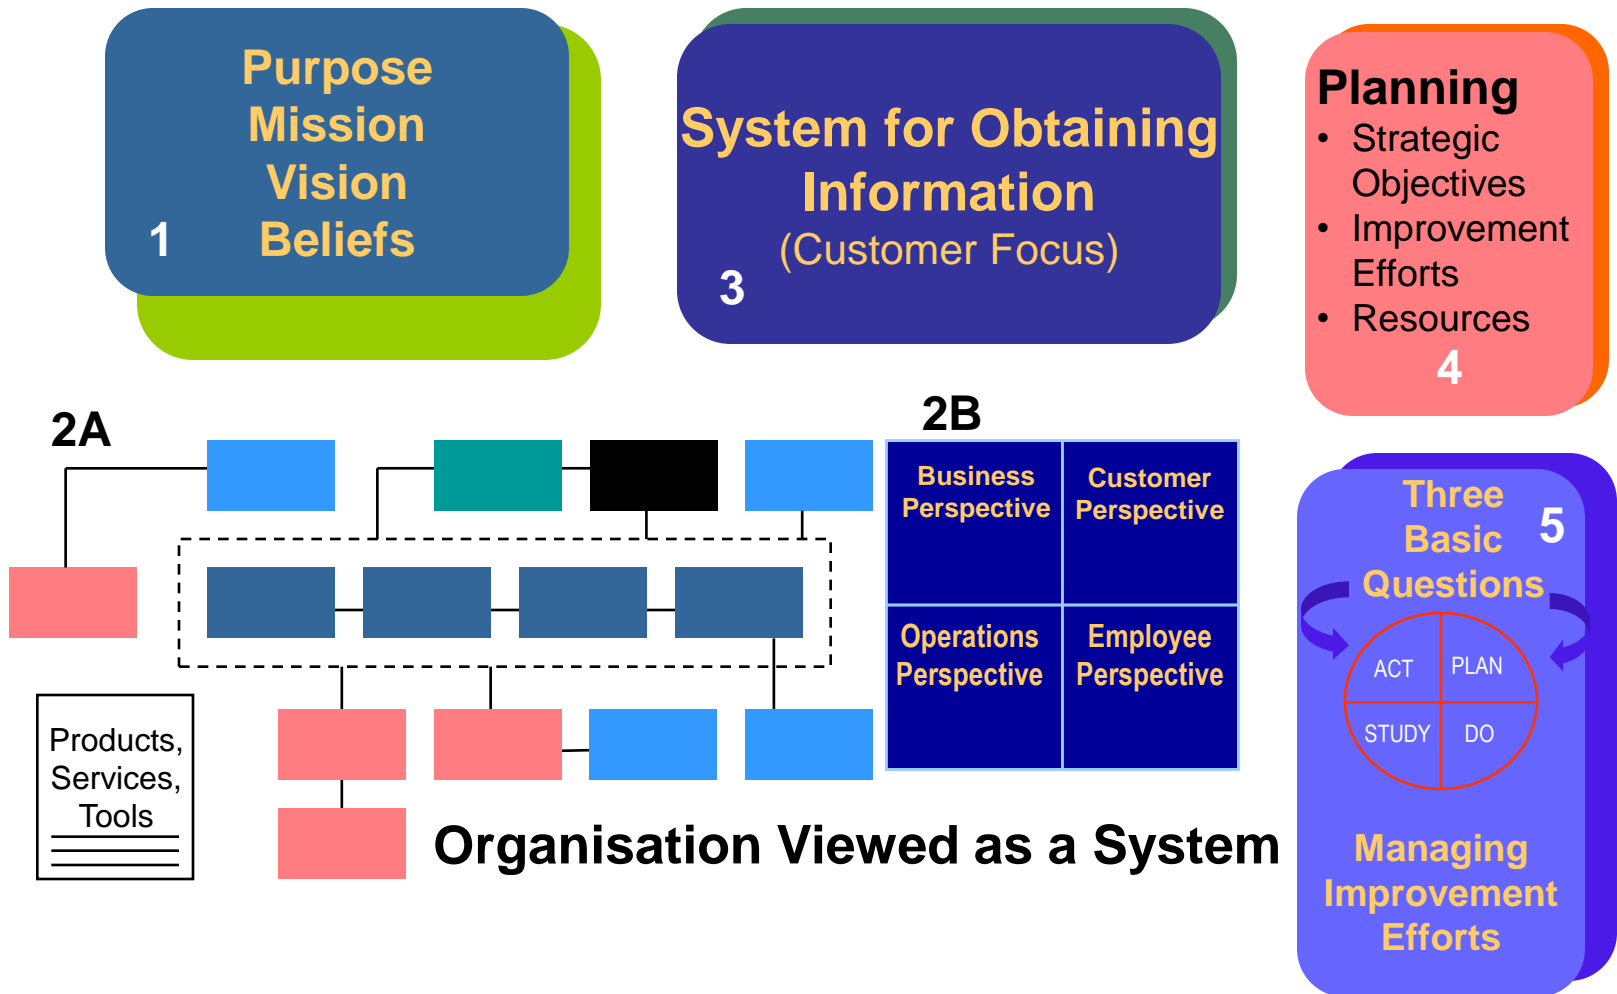 Purpose
Mission
Vision
Beliefs
1
System for Obtaining
Information
(Customer Focus)
3
Planning
• Strategic
Objectives
• Improvement
Efforts
• Resources
4
2A
2B
Business
Perspective
Customer
Perspective
Operations
Perspective
Employee
Perspective
Products,
Services,
Tools
Organisation Viewed as a System
Three
Basic
Questions
5
ACT
PLAN
STUDY
DO
Managing
Improvement
Efforts